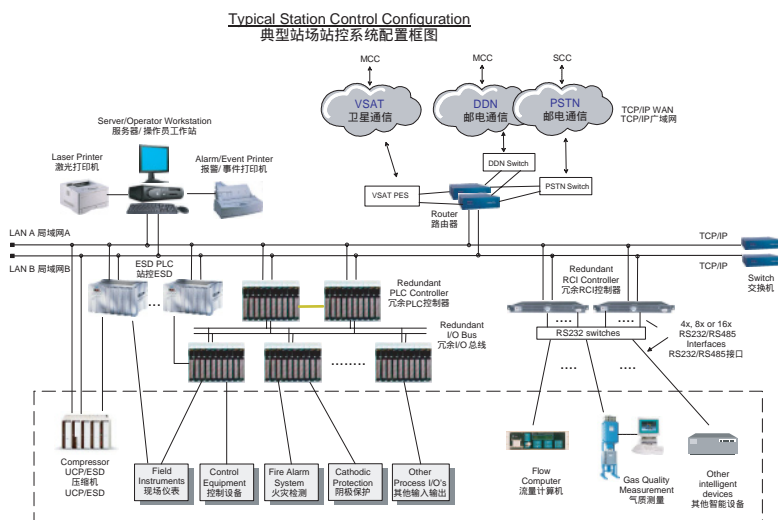 Typical Station Control Configuration
典型站场站控系统配置框图
MCC
MCC
SCC
VSAT
卫星通信
DDN
邮电通信
PSTN
邮电通信
TCP/IP WAN
TCP/IP广域网
Server/Operator Workstation
服务器/ 操作员工作站
Laser Printer
激光打印机
Alarm/Event Printer
报警/ 事件打印机
DDN Switch
VSAT PES
PSTN Switch
Router
路由器
LAN A 局域网A
TCP/IP
LAN B 局域网B
TCP/IP
Switch
交换机
ESD PLC
站控ESD
...
Redundant
PLC Controller
冗余PLC控制器
Redundant
RCI Controller
冗余RCI控制器
Redundant
I/O Bus
冗余I/O 总线
........
....
....
RS232 switches
4x, 8x or 16x
RS232/RS485
Interfaces
RS232/RS485接口
....
....
Compressor
UCP/ESD
压缩机
UCP/ESD
Field
Instruments
现场仪表
Control
Equipment
控制设备
Fire Alarm
System
火灾检测
Cathodic
Protection
阴极保护
Other
Process I/O's
其他输入输出
Flow
Computer
流量计算机
Gas Quality
Measurement
气质测量
Other
intelligent
devices
其他智能设备